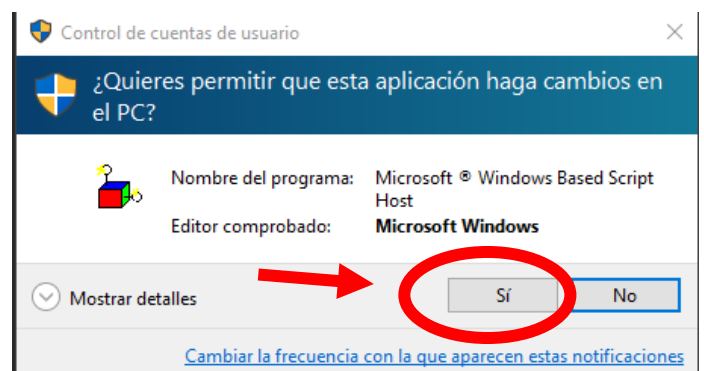 Control de cuentas de usuario
¿Quieres permitir que esta aplicación haga cambios en
el PC?
Nombre del programa: Microsoft ® Windows Based Script
Host
Editor comprobado: Microsoft Windows
Mostrar detalles Sí No
Cambiar la frecuencia con la que aparecen estas notificaciones